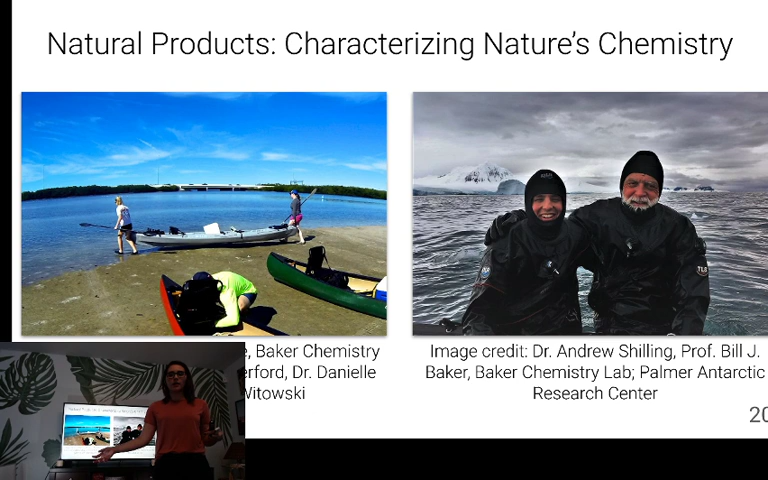 Natural Products: Characterizing Nature's Chemistry
, Baker Chemistry
Dr. Danielle
Witowski
Image credit: Dr. Andrew Shilling, Prof. Bill J.
Baker, Baker Chemistry Lab; Palmer Antarctic
Research Center
20